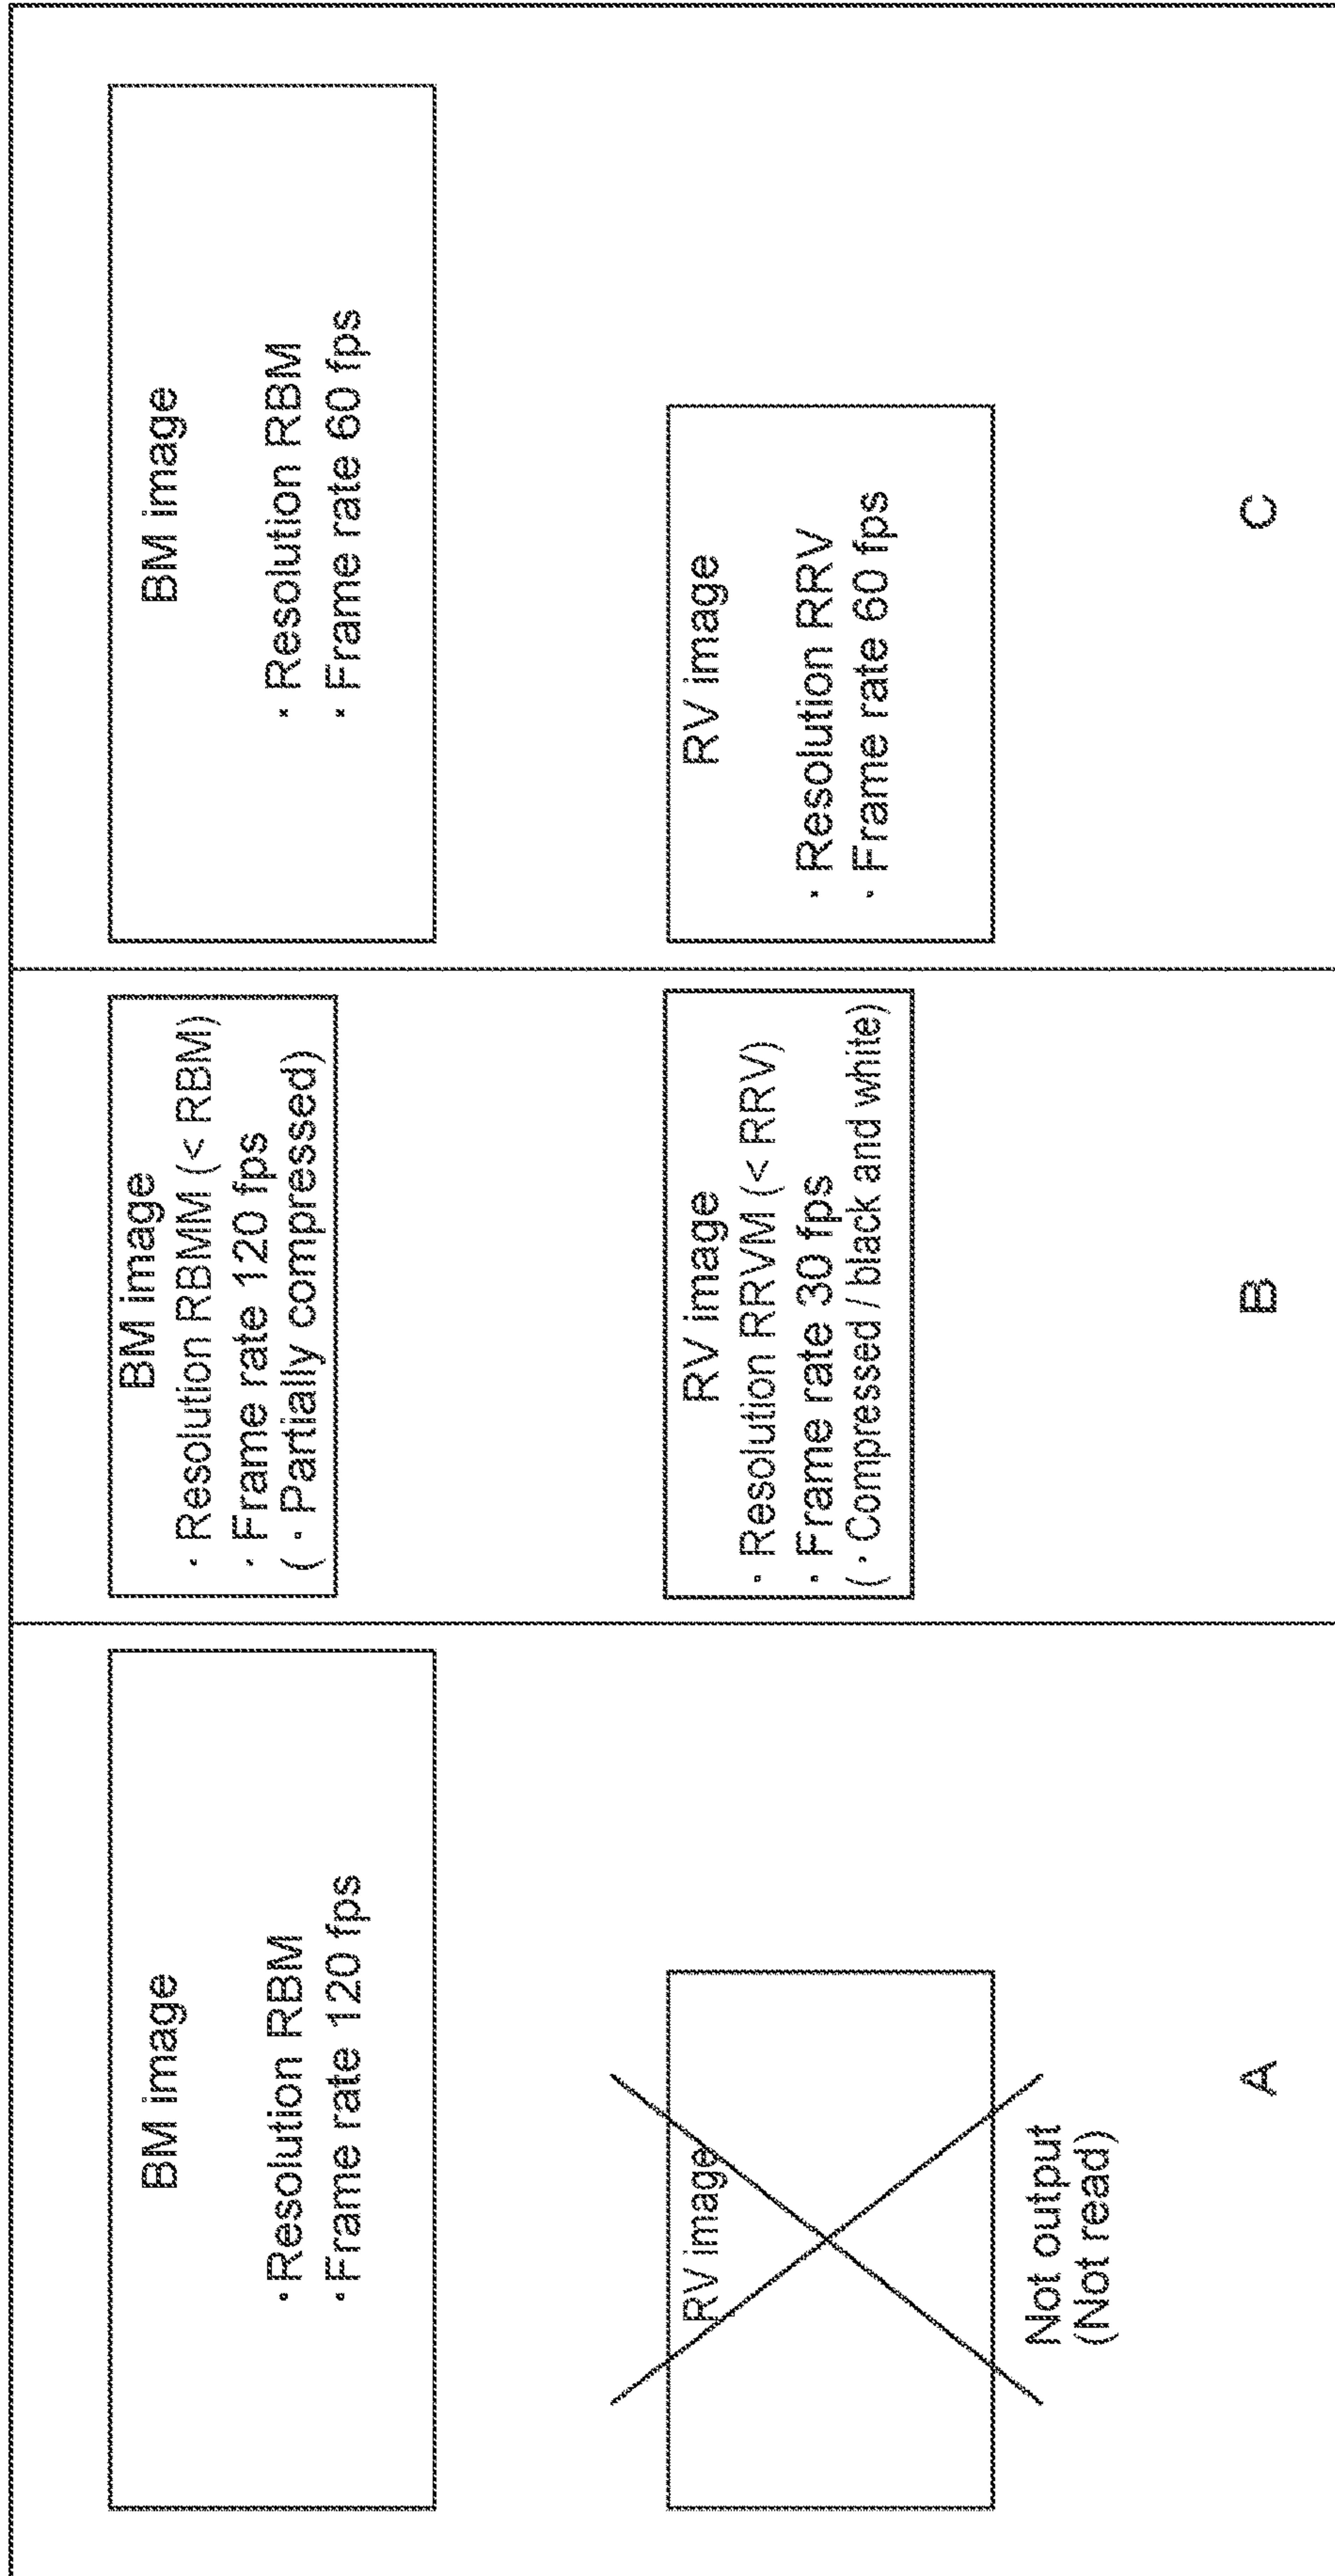 BM image
·Resolution RBM
·Frame rate 120 fps
RV image
Not output
(Not read)
A
BM image
· Resolution RBMM (< RBM)
· Frame rate 120 fps
( · Partially compressed)
RV image
· Resolution RRVM (< RRV)
· Frame rate 30 fps
( · Compressed / black and white)
B
BM image
· Resolution RBM
· Frame rate 60 fps
RV image
· Resolution RRV
· Frame rate 60 fps
C